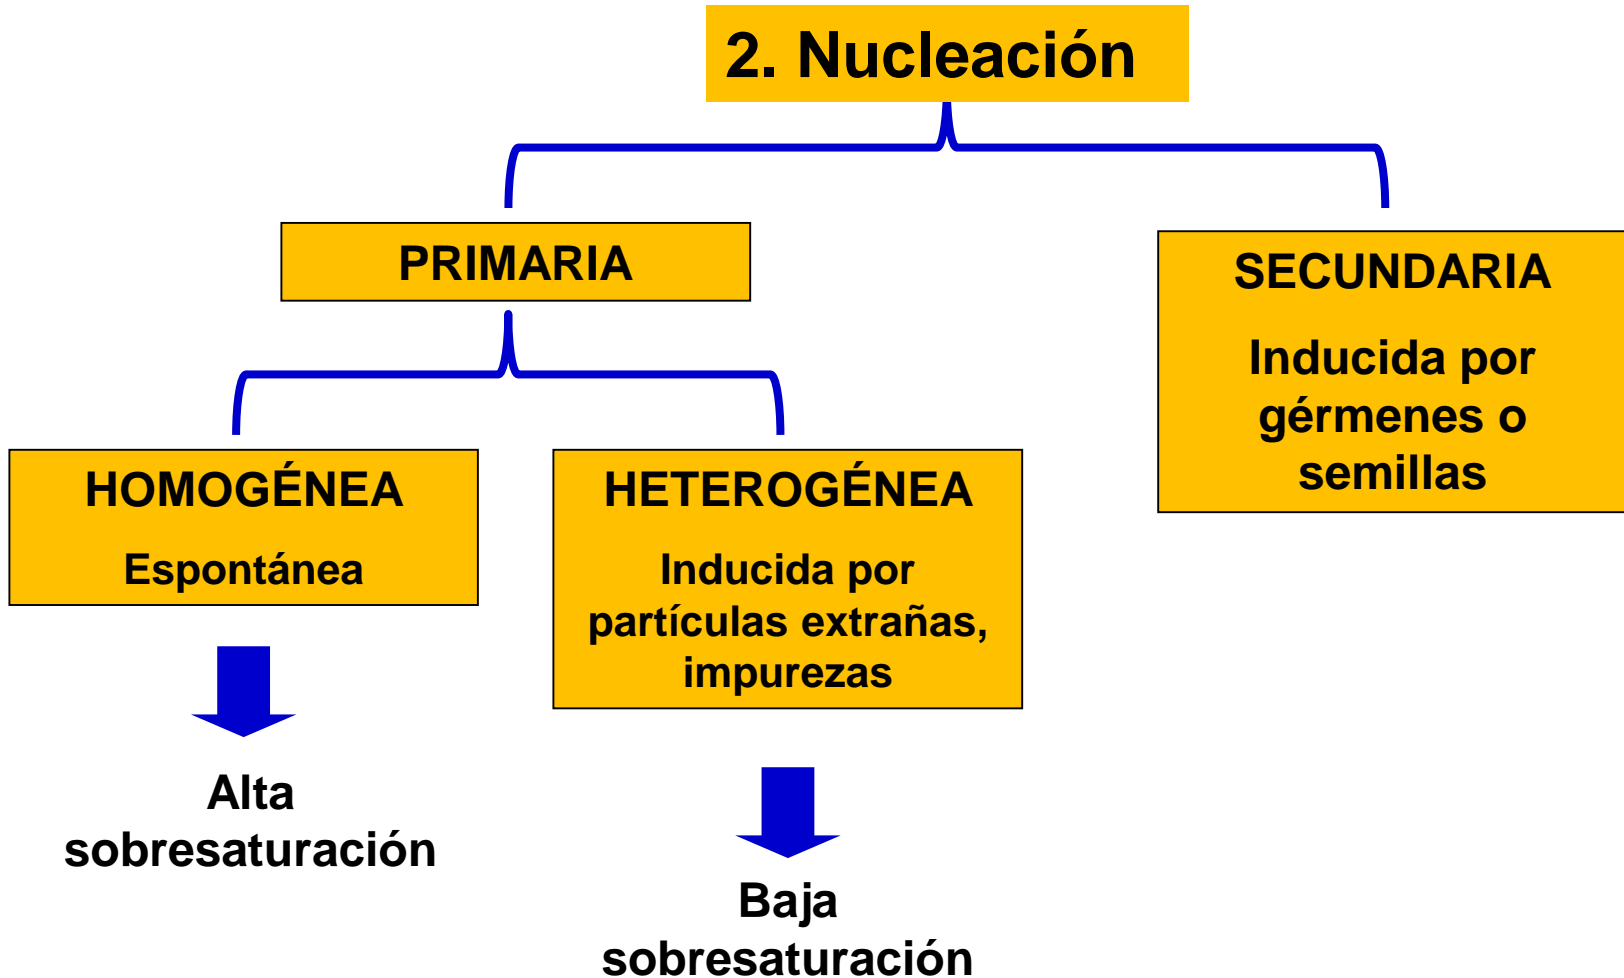 2. Nucleación
PRIMARIA
SECUNDARIA
Inducida por
gérmenes o
semillas
HOMOGÉNEA
Espontánea
HETEROGÉNEA
Inducida por
partículas extrañas,
impurezas
Alta
sobresaturación
Baja
sobresaturación